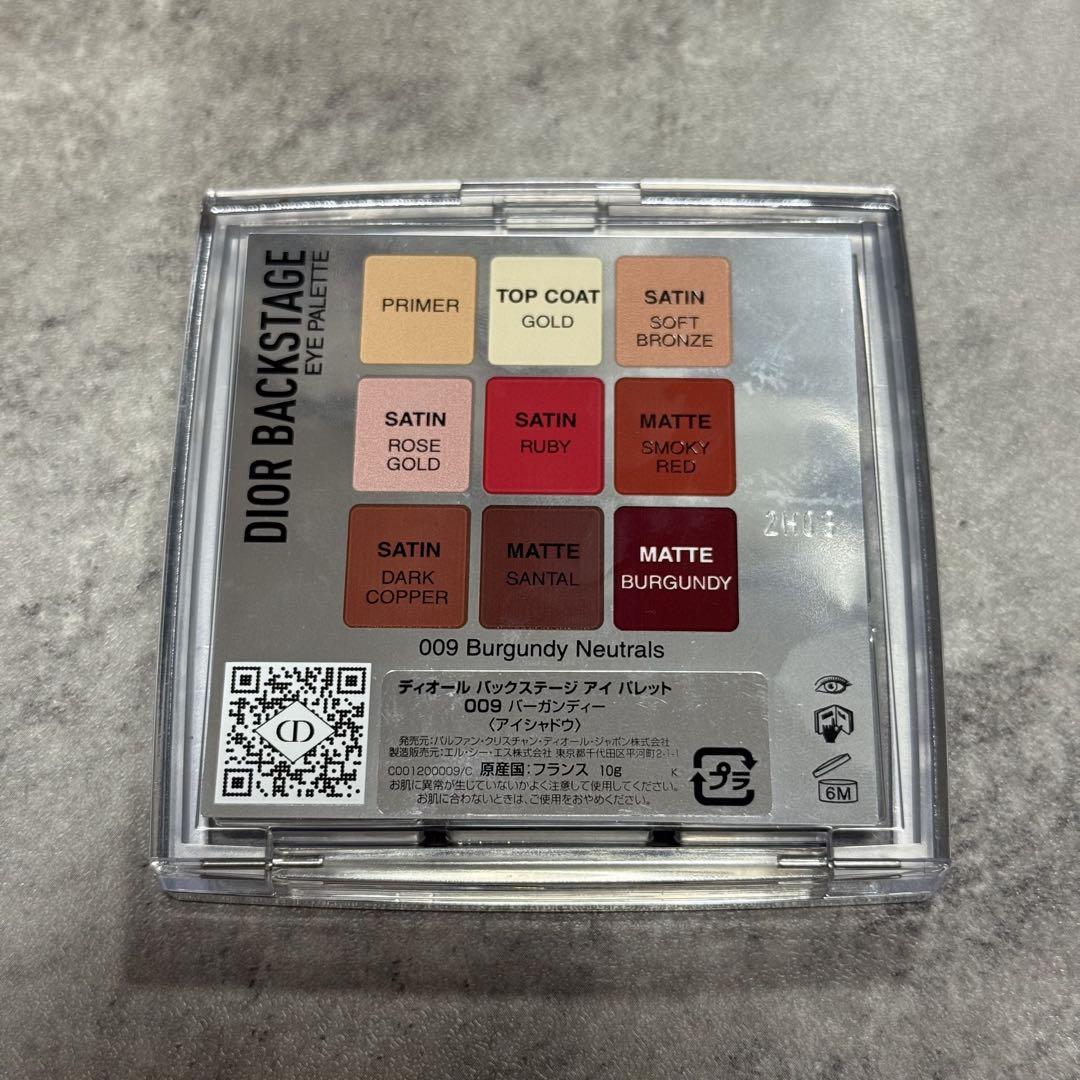 DIOR BACKSTAGE
EYE PALETTE
PRIMER
TOP COAT
GOLD
SATIN
SOFT
BRONZE
SATIN
ROSE
GOLD
SATIN
RUBY
MATTE
SMOKY
RED
SATIN
DARK
COPPER
MATTE
SANTAL
MATTE
BURGUNDY
009 Burgundy Neutrals
ディオール バックステージ アイ パレット
009 バーガンディー
〈アイシャドウ〉
発売元:パルファン・クリスチャン・ディオール・ジャポン株式会社
製造販売元:エル・シー・エス株式会社 東京都千代田区平河町2-1-1
C001200009/C 原産国:フランス 10g K
お肌に異常が生じていないかよく注意して使用してください。
お肌に合わないときは、ご使用をおやめください。
プラ
6M
CD